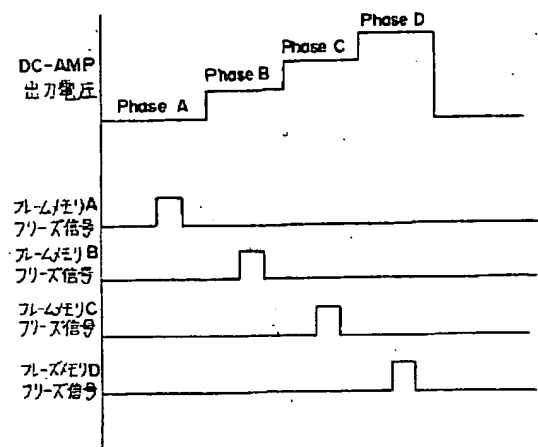 DC-AMP
出力電圧
Phase A
Phase B
Phase C
Phase D
フレームメモリA
フリーズ信号
フレームメモリB
フリーズ信号
フレームメモリC
フリーズ信号
フレーズメモリD
フリーズ信号